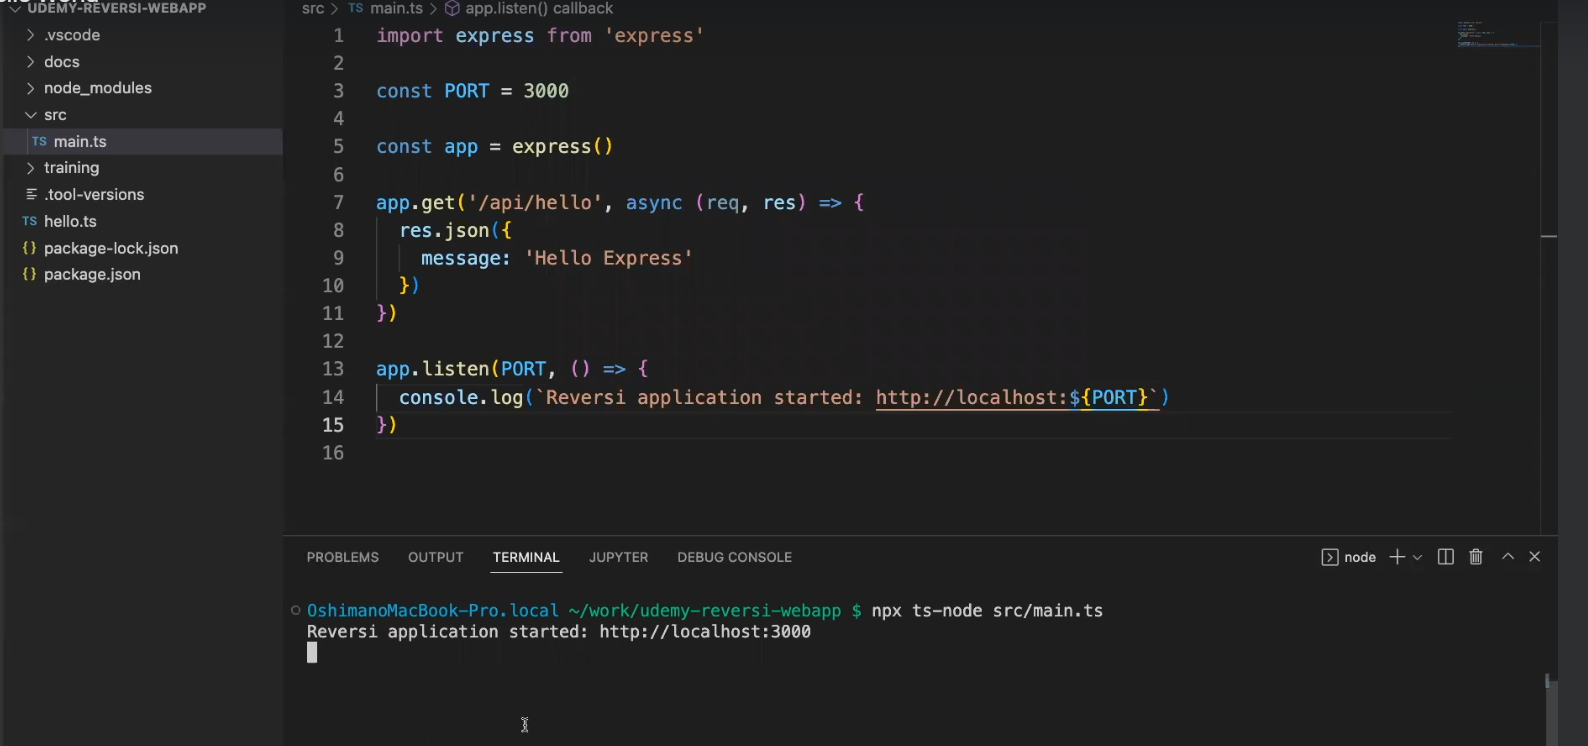 UDEMY-REVERSI-WEBAPP
.vscode
docs
node_modules
src
TS main.ts
training
.tool-versions
TS hello.ts
{} package-lock.json
{} package.json
src > TS main.ts > app.listen() callback
1 import express from 'express'
2
3 const PORT = 3000
4
5 const app = express()
6
7 app.get('/api/hello', async (req, res) => {
8 res.json({
9 message: 'Hello Express'
10 })
11 })
12
13 app.listen(PORT, () => {
14 console.log(`Reversi application started: http://localhost:${PORT}`)
15 })
16
PROBLEMS OUTPUT TERMINAL JUPYTER DEBUG CONSOLE node
OshimanoMacBook-Pro.local ~/work/udemy-reversi-webapp $ npx ts-node src/main.ts
Reversi application started: http://localhost:3000